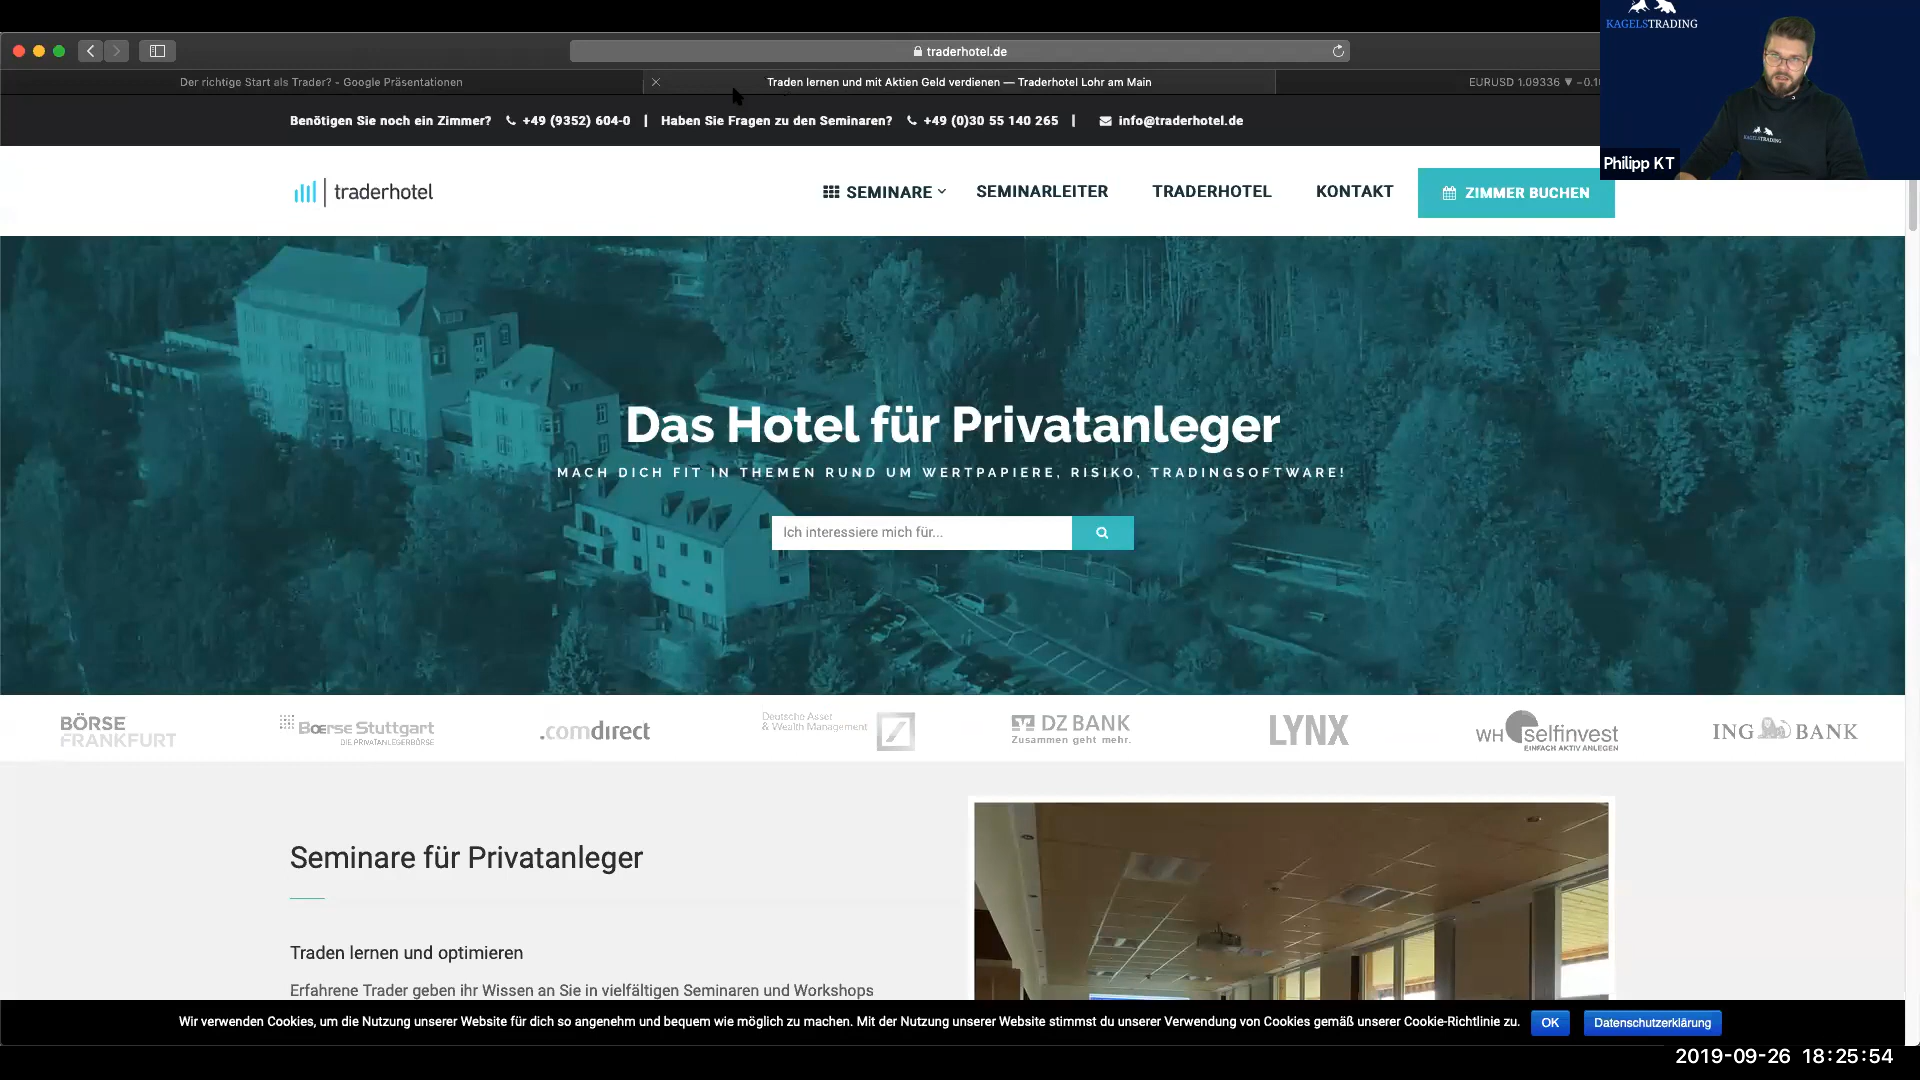 KAGELSTRADING
traderhotel.de
Der richtige Start als Trader? - Google Präsentationen
Traden lernen und mit Aktien Geld verdienen — Traderhotel Lohr am Main
EURUSD 1.09336 ▼ −0.1
Benötigen Sie noch ein Zimmer? +49 (9352) 604-0 | Haben Sie Fragen zu den Seminaren? +49 (0)30 55 140 265 | info@traderhotel.de
KAGELSTRADING
Philipp KT
traderhotel
SEMINARE
SEMINARLEITER
TRADERHOTEL
KONTAKT
ZIMMER BUCHEN
Das Hotel für Privatanleger
MACH DICH FIT IN THEMEN RUND UM WERTPAPIERE, RISIKO, TRADINGSOFTWARE!
Ich interessiere mich für...
BÖRSE
FRANKFURT
Boerse Stuttgart
DIE PRIVATANLEGERBÖRSE
.comdirect
Deutsche Asset
& Wealth Management
DZ BANK
Zusammen geht mehr.
LYNX
WH selfinvest
EINFACH AKTIV ANLEGEN
ING BANK
Seminare für Privatanleger
Traden lernen und optimieren
Erfahrene Trader geben ihr Wissen an Sie in vielfältigen Seminaren und Workshops
Wir verwenden Cookies, um die Nutzung unserer Website für dich so angenehm und bequem wie möglich zu machen. Mit der Nutzung unserer Website stimmst du unserer Verwendung von Cookies gemäß unserer Cookie-Richtlinie zu.
OK
Datenschutzerklärung
2019-09-26 18:25:54